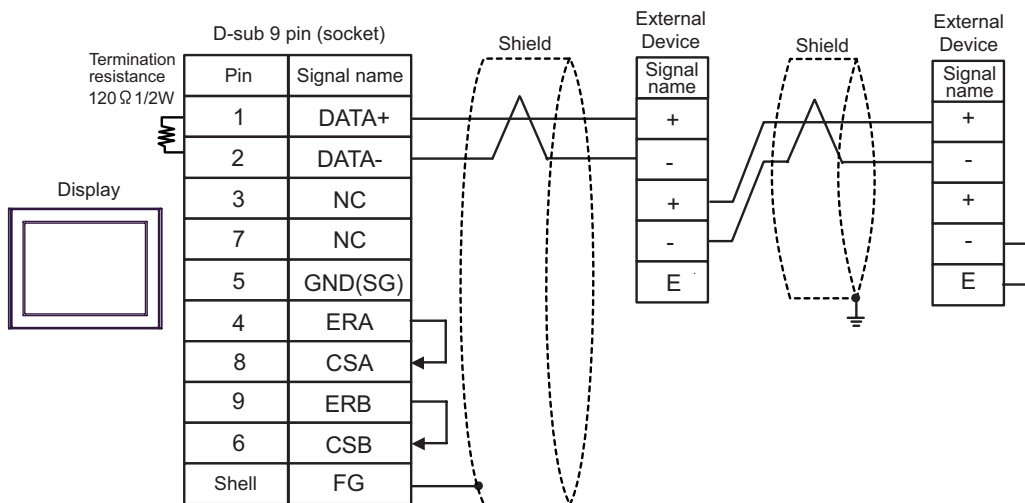 D-sub 9 pin (socket)
Termination
resistance
120 Ω 1/2W
Pin Signal name
1 DATA+
2 DATA-
3 NC
7 NC
5 GND(SG)
4 ERA
8 CSA
9 ERB
6 CSB
Shell FG
Display
Shield
External
Device
Signal
name
+
-
+
-
E
Shield
External
Device
Signal
name
+
-
+
-
E